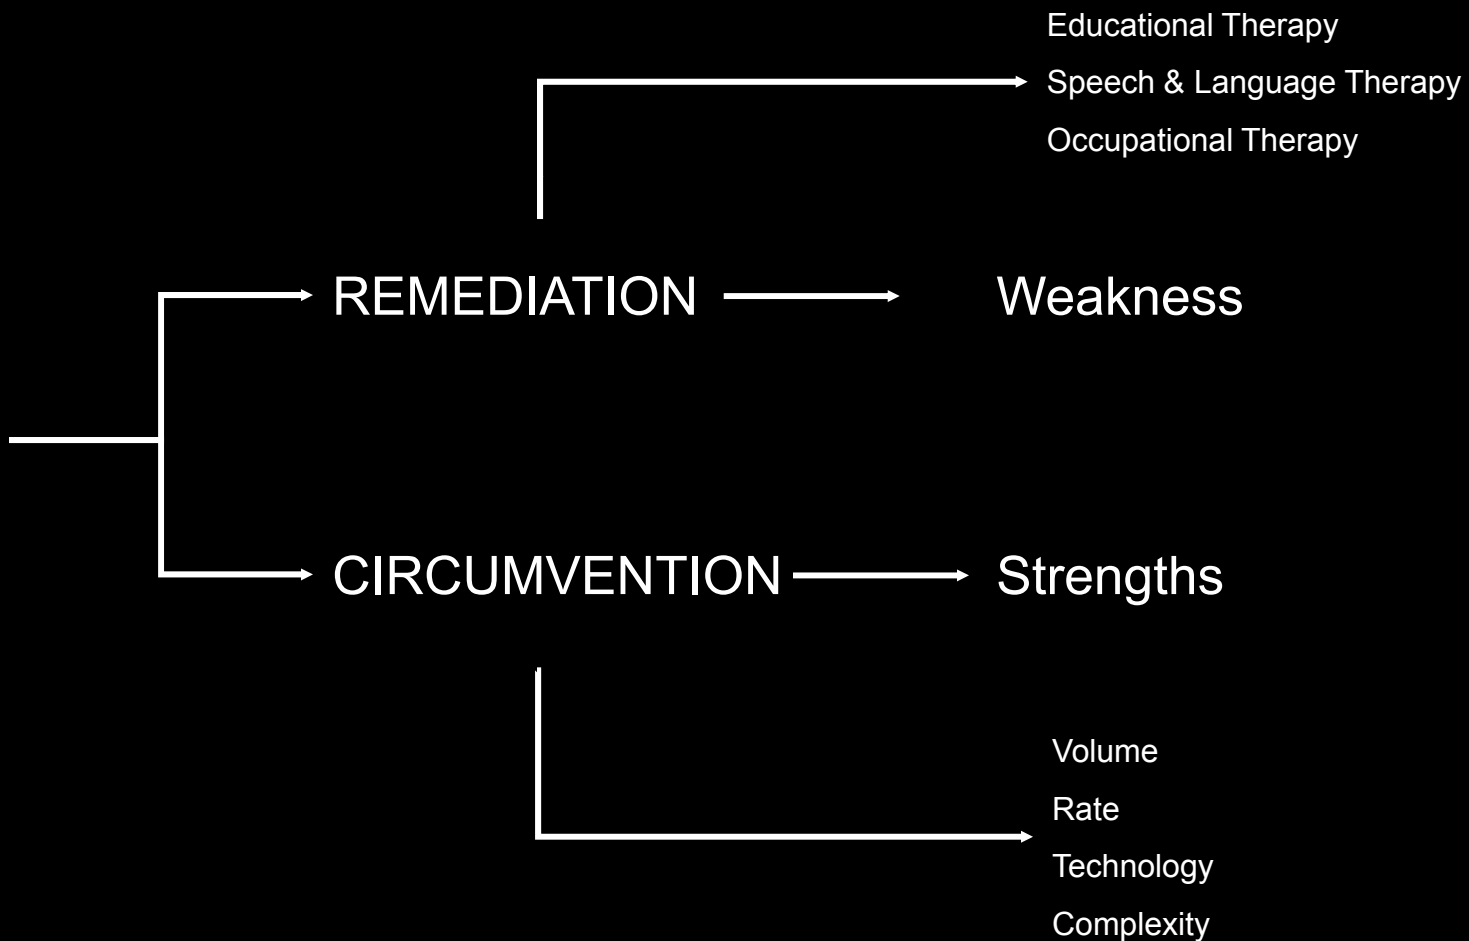 Educational Therapy
Speech & Language Therapy
Occupational Therapy
REMEDIATION
Weakness
CIRCUMVENTION
Strengths
Volume
Rate
Technology
Complexity